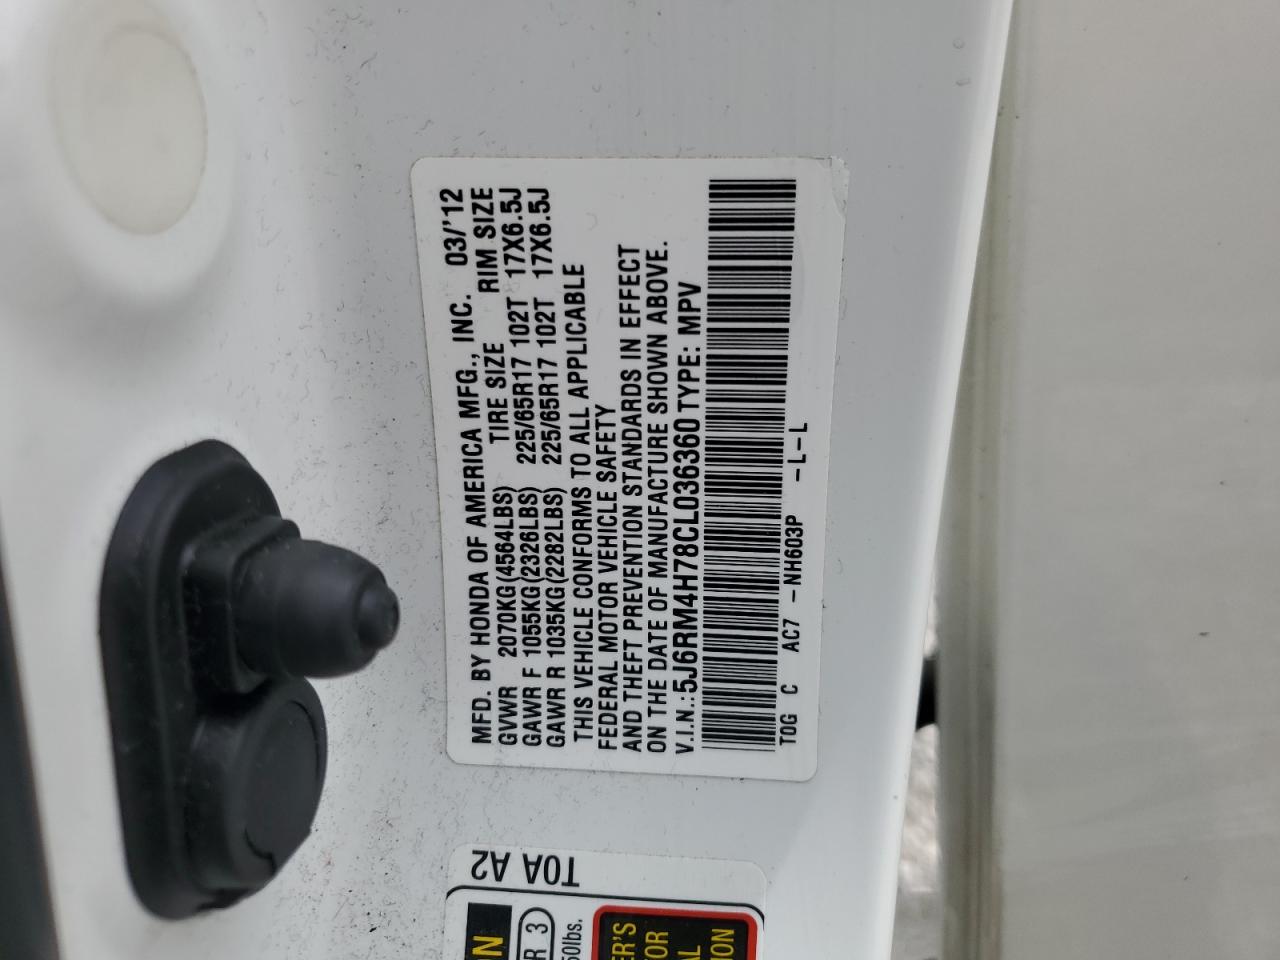 MFD. BY HONDA OF AMERICA MFG., INC. 03/'12
GVWR 2070KG(4564LBS) TIRE SIZE RIM SIZE
GAWR F 1055KG(2326LBS) 225/65R17 102T 17X6.5J
GAWR R 1035KG(2282LBS) 225/65R17 102T 17X6.5J
THIS VEHICLE CONFORMS TO ALL APPLICABLE
FEDERAL MOTOR VEHICLE SAFETY
AND THEFT PREVENTION STANDARDS IN EFFECT
ON THE DATE OF MANUFACTURE SHOWN ABOVE.
V.I.N.:5J6RM4H78CL036360 TYPE: MPV
TOG C AC7 -NH603P -L-L
T0A A2
R 3
50lbs.